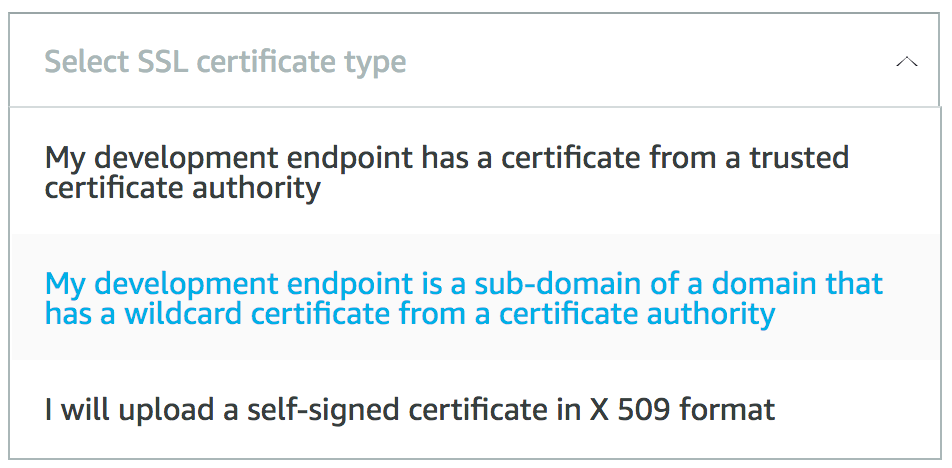 Select SSL certificate type
My development endpoint has a certificate from a trusted
certificate authority
My development endpoint is a sub-domain of a domain that
has a wildcard certificate from a certificate authority
I will upload a self-signed certificate in X 509 format